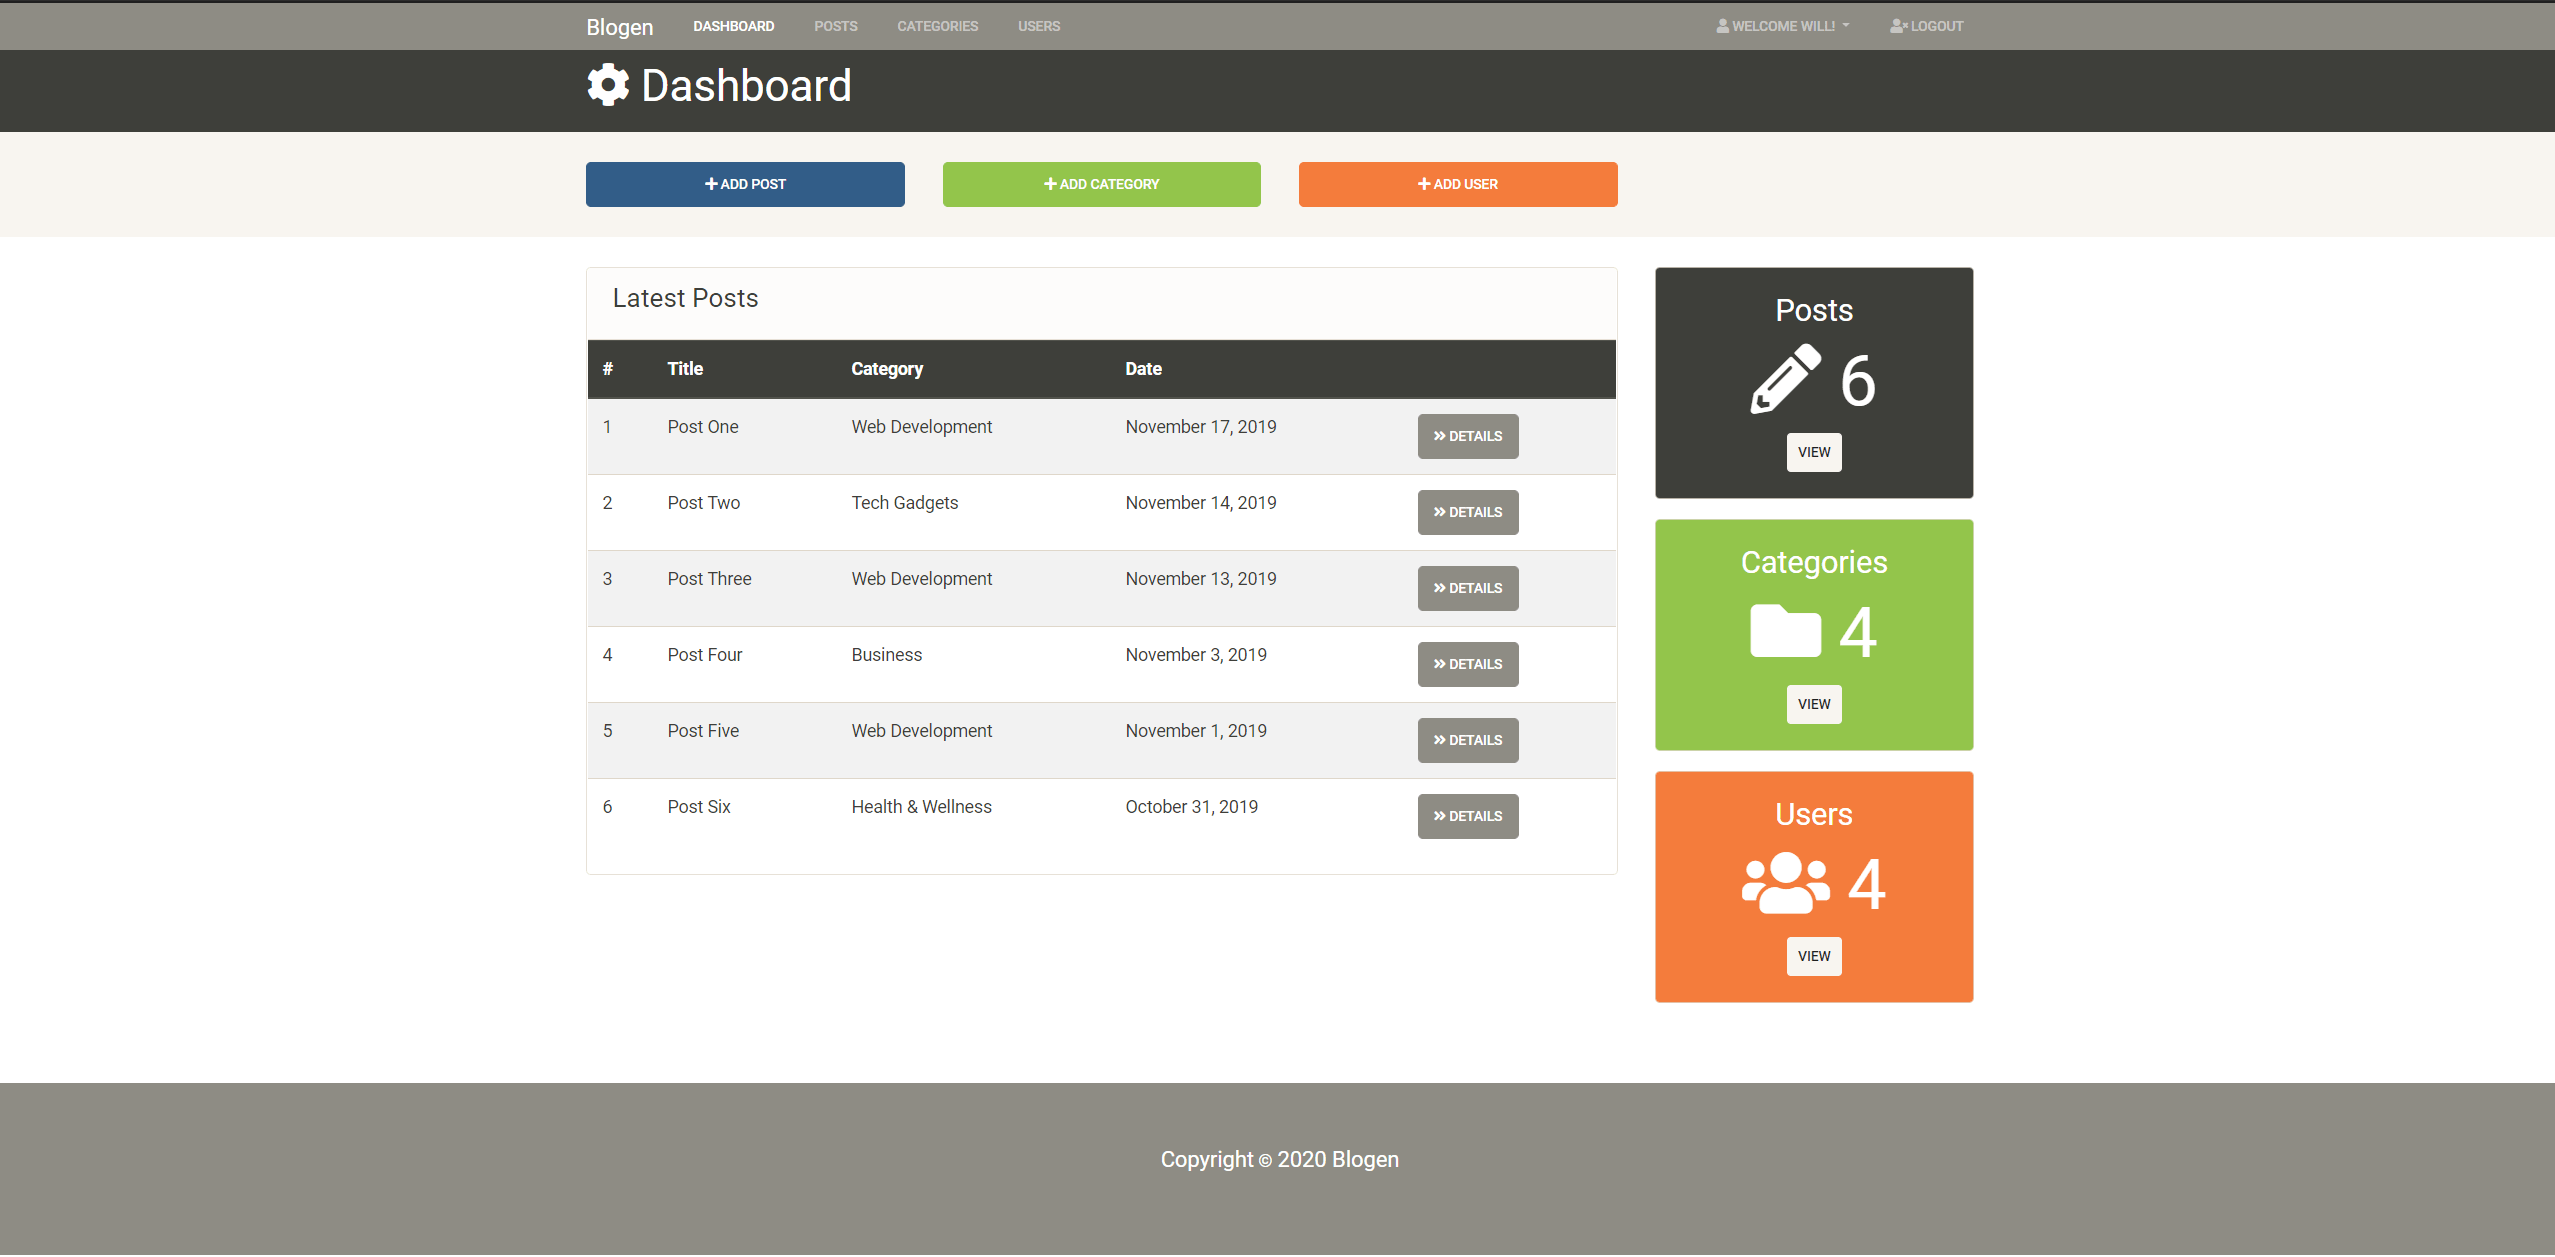 Blogen DASHBOARD POSTS CATEGORIES USERS WELCOME WILL! LOGOUT
Dashboard
ADD POST ADD CATEGORY ADD USER
Latest Posts
# Title Category Date
1 Post One Web Development November 17, 2019 DETAILS
2 Post Two Tech Gadgets November 14, 2019 DETAILS
3 Post Three Web Development November 13, 2019 DETAILS
4 Post Four Business November 3, 2019 DETAILS
5 Post Five Web Development November 1, 2019 DETAILS
6 Post Six Health & Wellness October 31, 2019 DETAILS
Posts
6
VIEW
Categories
4
VIEW
Users
4
VIEW
Copyright © 2020 Blogen